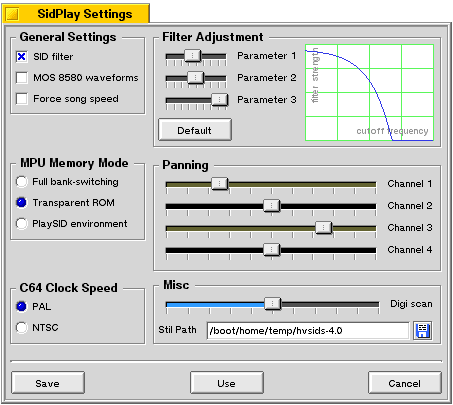 SidPlay Settings
General Settings
SID filter
MOS 8580 waveforms
Force song speed
Filter Adjustment
Parameter 1
Parameter 2
Parameter 3
Default
filter strength
cutoff frequency
MPU Memory Mode
Full bank-switching
Transparent ROM
PlaySID environment
Panning
Channel 1
Channel 2
Channel 3
Channel 4
C64 Clock Speed
PAL
NTSC
Misc
Digi scan
Stil Path /boot/home/temp/hvsids-4.0
Save Use Cancel